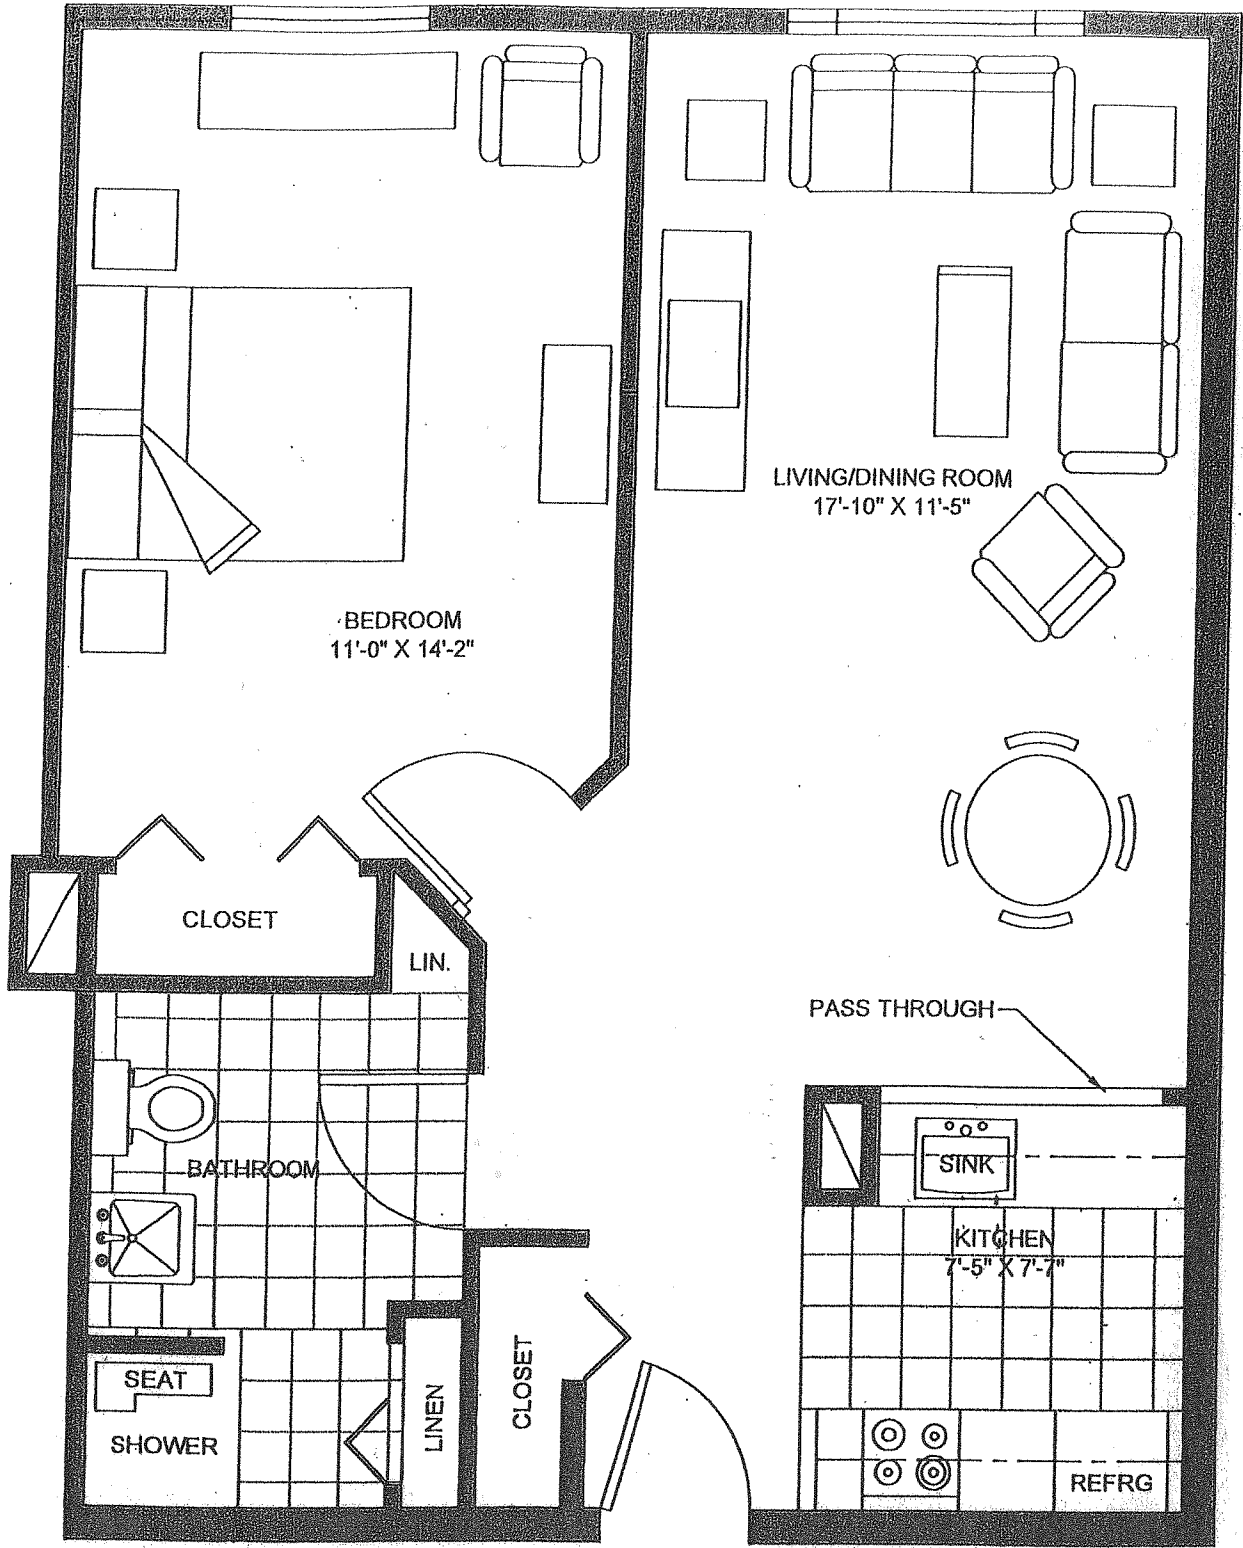 LIVING/DINING ROOM
17'-10" X 11'-5"
BEDROOM
11'-0" X 14'-2"
CLOSET
LIN.
PASS THROUGH
BATHROOM
SINK
KITCHEN
7'-5" X 7'-7"
SEAT
SHOWER
LINEN
CLOSET
REFRG